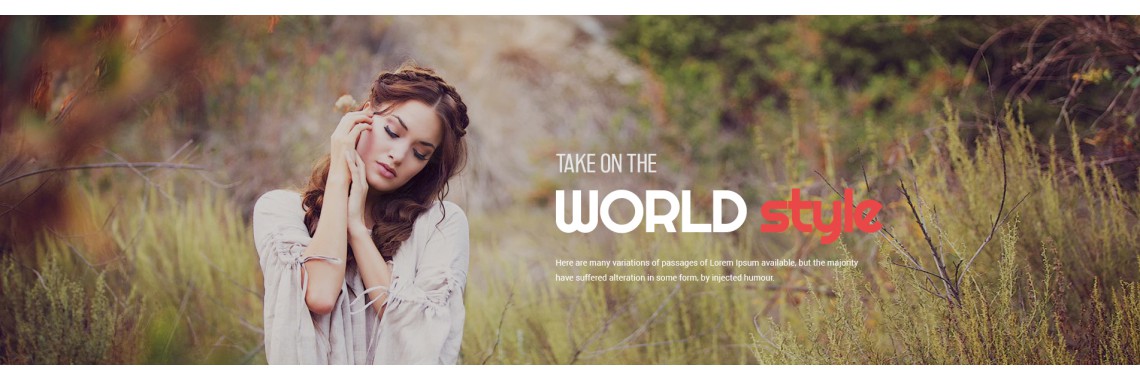 TAKE ON THE
WORLD style
Here are many variations of passages of Lorem Ipsum available, but the majority
have suffered alteration in some form, by injected humour.